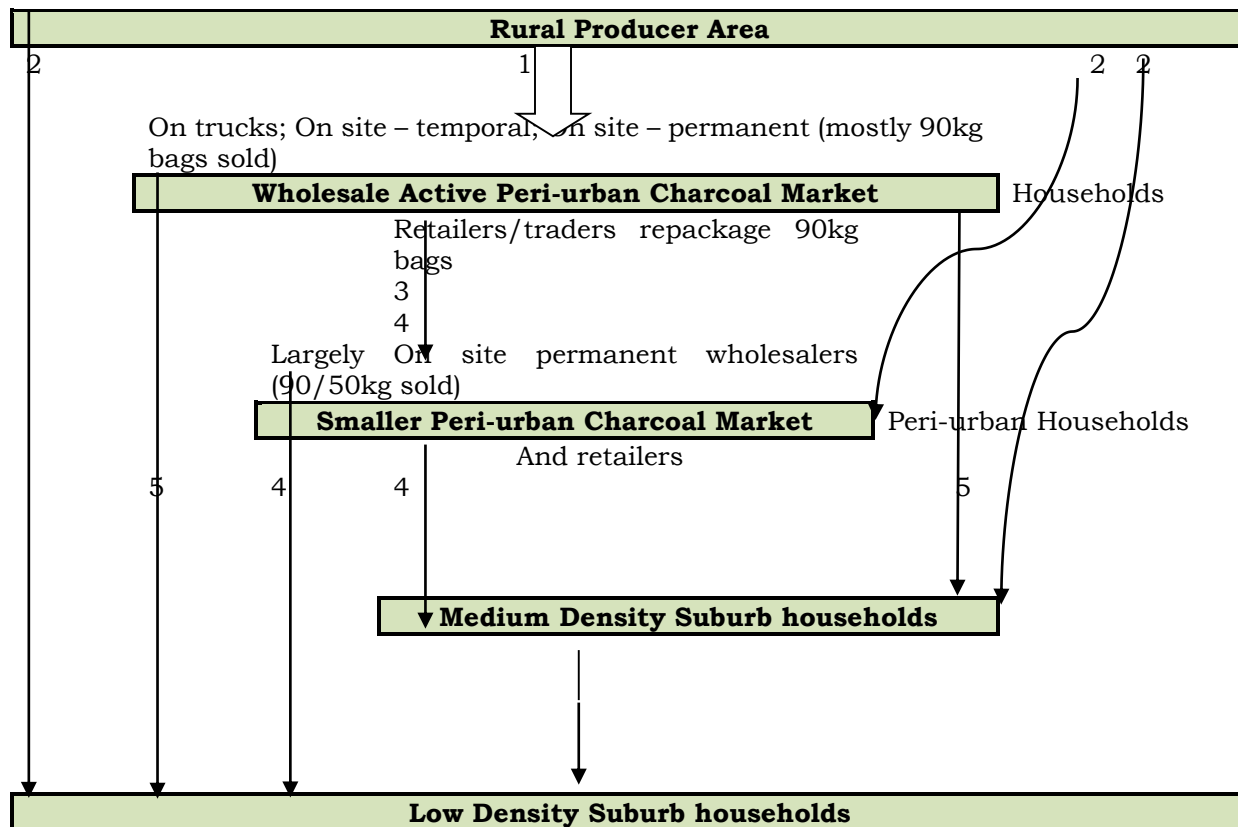 Rural Producer Area
2 1 2 2
On trucks; On site – temporal; on site – permanent (mostly 90kg
bags sold)
Wholesale Active Peri-urban Charcoal Market Households
Retailers/traders repackage 90kg
bags
3
4
Largely On site permanent wholesalers
(90/50kg sold)
Smaller Peri-urban Charcoal Market Peri-urban Households
And retailers
5 4 4 5
Medium Density Suburb households
Low Density Suburb households